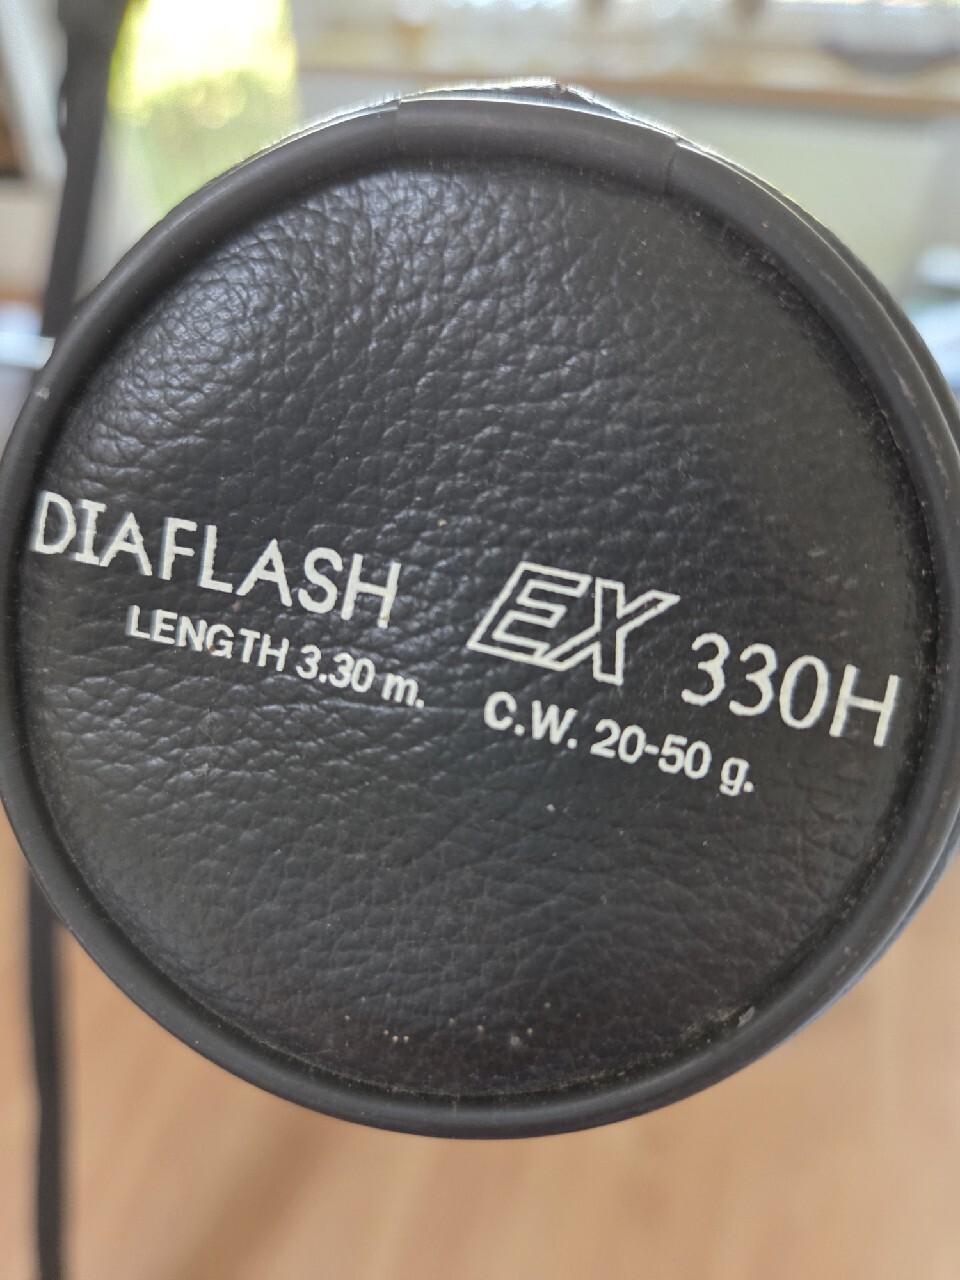 DIAFLASH EX 330H
LENGTH 3.30 m. C.W. 20-50 g.